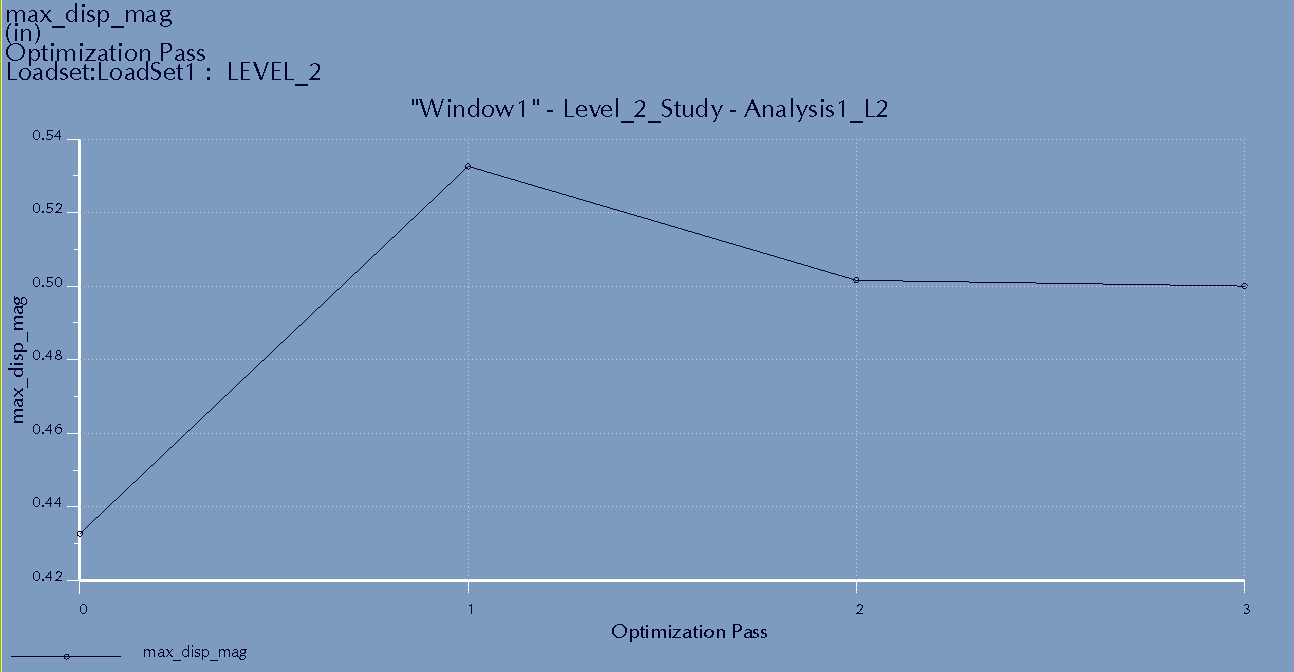 max_disp_mag
(in)
Optimization Pass
Loadset:LoadSet1 : LEVEL_2
"Window1" - Level_2_Study - Analysis1_L2
0.54
0.52
0.50
0.48
0.46
0.44
0.42
max_disp_mag
0 1 2 3
Optimization Pass
max_disp_mag